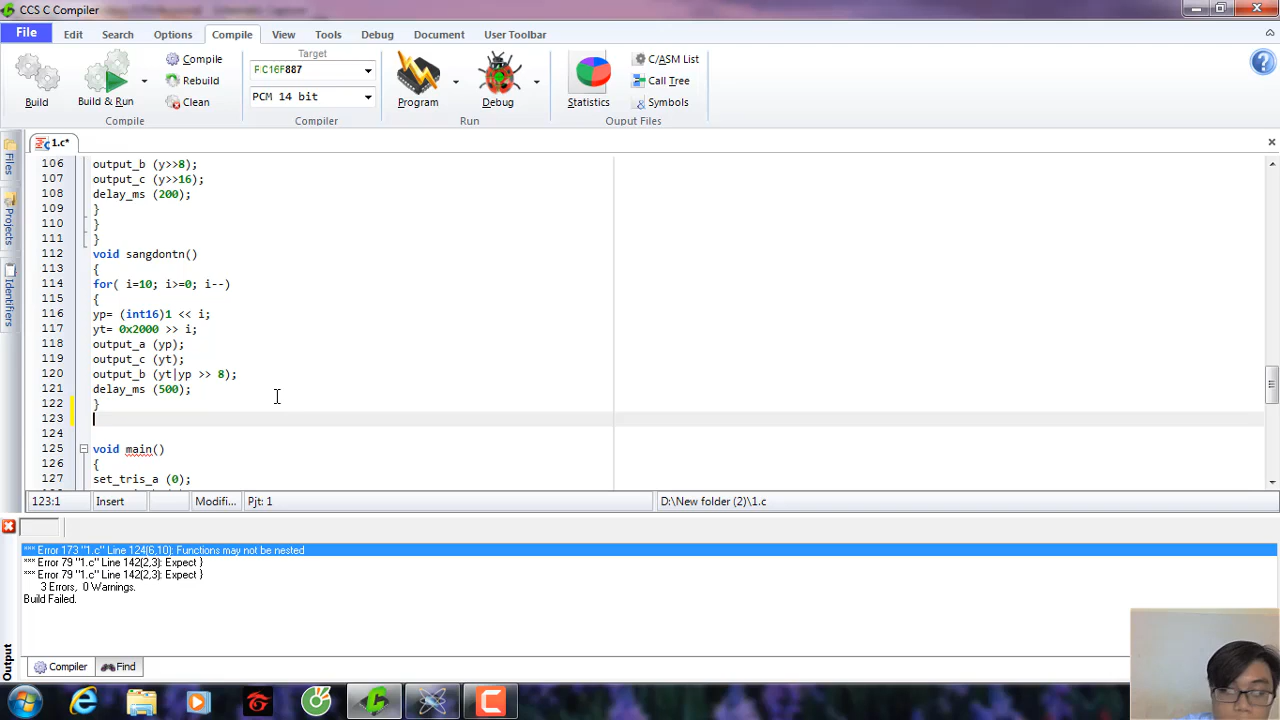 CCS C Compiler
File Edit Search Options Compile View Tools Debug Document User Toolbar
Build
Build & Run
Compile
Rebuild
Clean
Compile
Target
PIC16F887
PCM 14 bit
Compiler
Program
Debug
Run
Statistics
C/ASM List
Call Tree
Symbols
Ouput Files
1.c*
Files
Projects
Identifiers
106 output_b (y>>8);
107 output_c (y>>16);
108 delay_ms (200);
109 }
110 }
111 }
112 void sangdontn()
113 {
114 for( i=10; i>=0; i--)
115 {
116 yp= (int16)1 << i;
117 yt= 0x2000 >> i;
118 output_a (yp);
119 output_c (yt);
120 output_b (yt|yp >> 8);
121 delay_ms (500);
122 }
123
124
125 void main()
126 {
127 set_tris_a (0);
123:1 Insert Modifi... Pjt: 1 D:\New folder (2)\1.c
*** Error 173 "1.c" Line 124(6,10): Functions may not be nested
*** Error 79 "1.c" Line 142(2,3): Expect }
*** Error 79 "1.c" Line 142(2,3): Expect }
3 Errors, 0 Warnings.
Build Failed.
Output
Compiler Find